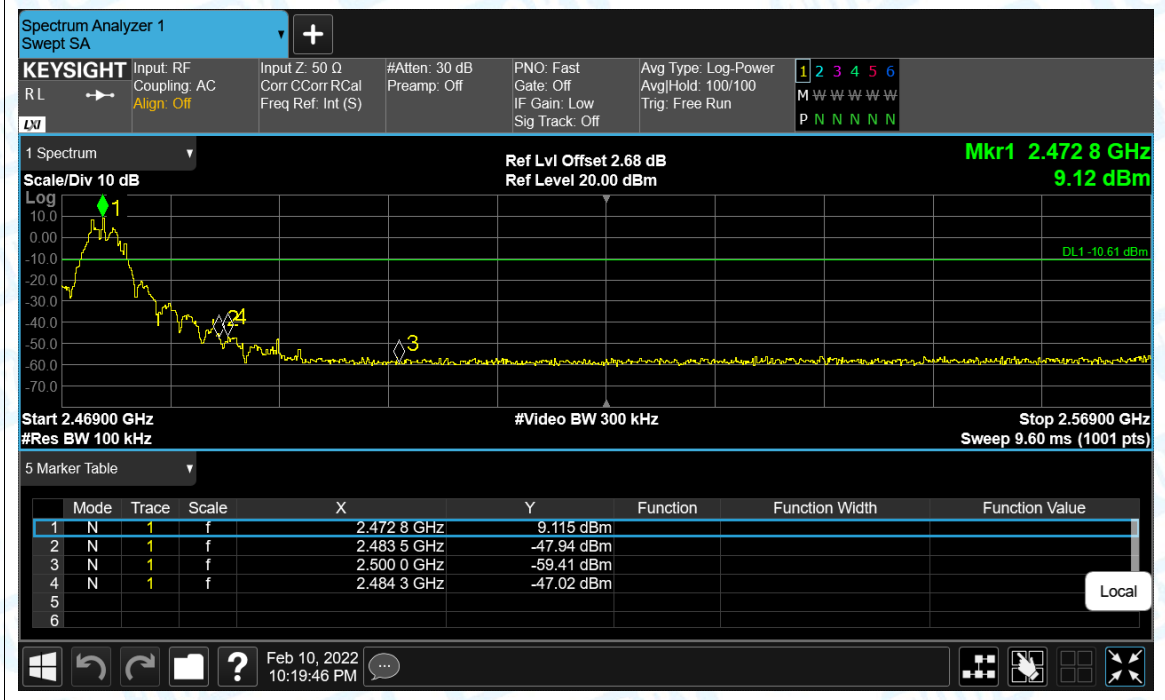 Spectrum Analyzer 1
Swept SA
KEYSIGHT
R L
LXI
Input: RF
Coupling: AC
Align: Off
Input Z: 50 Ω
Corr CCorr RCal
Freq Ref: Int (S)
#Atten: 30 dB
Preamp: Off
PNO: Fast
Gate: Off
IF Gain: Low
Sig Track: Off
Avg Type: Log-Power
Avg|Hold: 100/100
Trig: Free Run
1 2 3 4 5 6
M W W W W W
P N N N N N
1 Spectrum
Scale/Div 10 dB
Ref Lvl Offset 2.68 dB
Ref Level 20.00 dBm
Mkr1 2.472 8 GHz
9.12 dBm
Log
10.0
0.00
-10.0
-20.0
-30.0
-40.0
-50.0
-60.0
-70.0
1
DL1 -10.61 dBm
24
3
Start 2.46900 GHz
#Video BW 300 kHz
Stop 2.56900 GHz
#Res BW 100 kHz
Sweep 9.60 ms (1001 pts)
5 Marker Table
Mode Trace Scale X Y Function Function Width Function Value
1 N 1 f 2.472 8 GHz 9.115 dBm
2 N 1 f 2.483 5 GHz -47.94 dBm
3 N 1 f 2.500 0 GHz -59.41 dBm
4 N 1 f 2.484 3 GHz -47.02 dBm
5
6
Local
?
Feb 10, 2022
10:19:46 PM